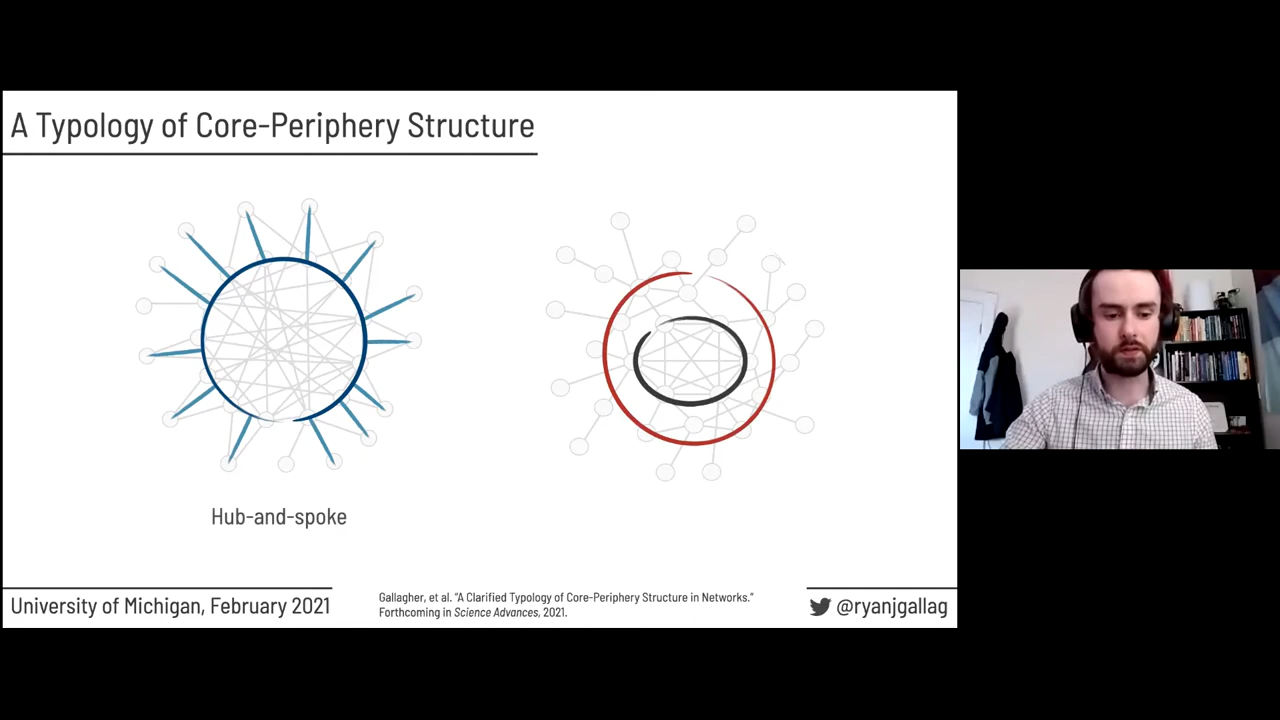 A Typology of Core-Periphery Structure
Hub-and-spoke
University of Michigan, February 2021
Gallagher, et al. “A Clarified Typology of Core-Periphery Structure in Networks.”
Forthcoming in Science Advances, 2021.
@ryanjgallag